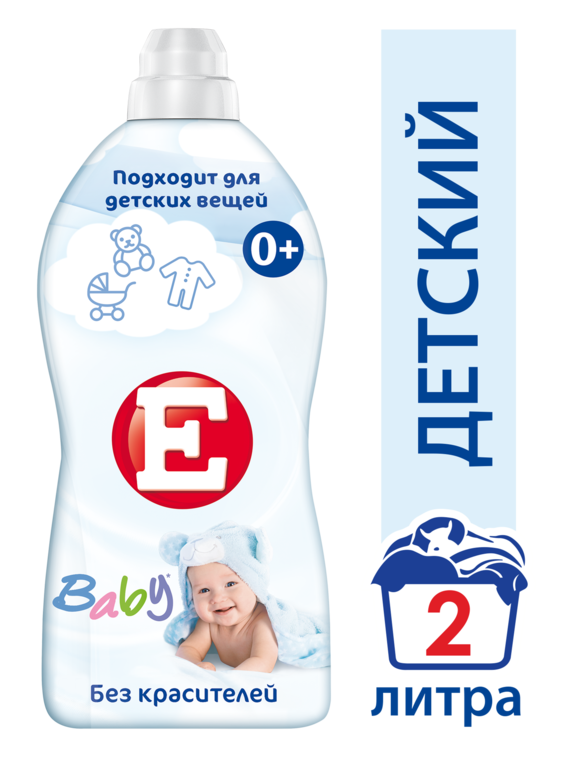 Подходит для
детских вещей
0+
E
Baby®
Без красителей
ДЕТСКИЙ
2
литра